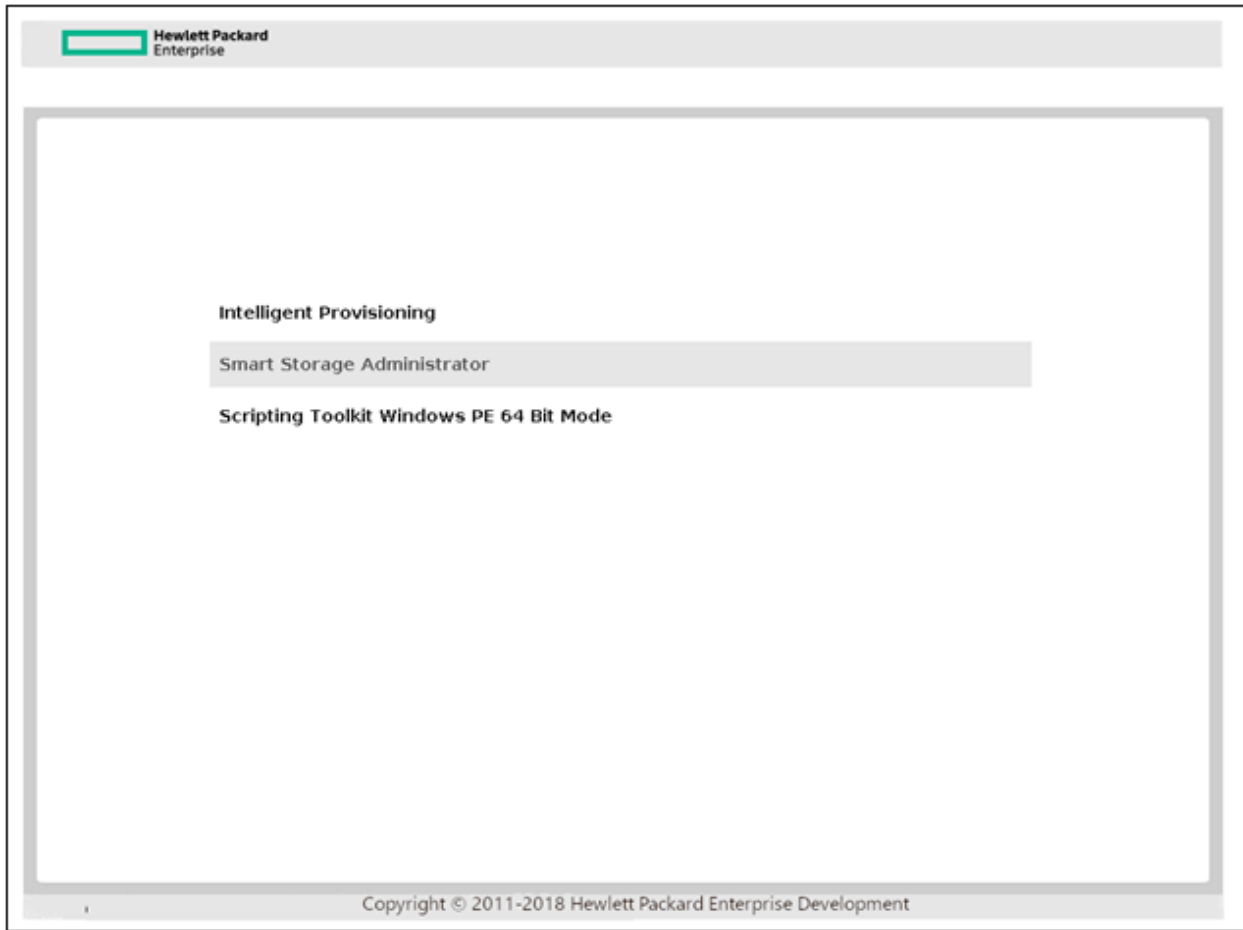 Hewlett Packard
Enterprise
Intelligent Provisioning
Smart Storage Administrator
Scripting Toolkit Windows PE 64 Bit Mode
Copyright © 2011-2018 Hewlett Packard Enterprise Development